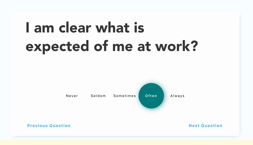 I am clear what is
expected of me at work?
Never Seldom Sometimes Often Always
Previous Question Next Question